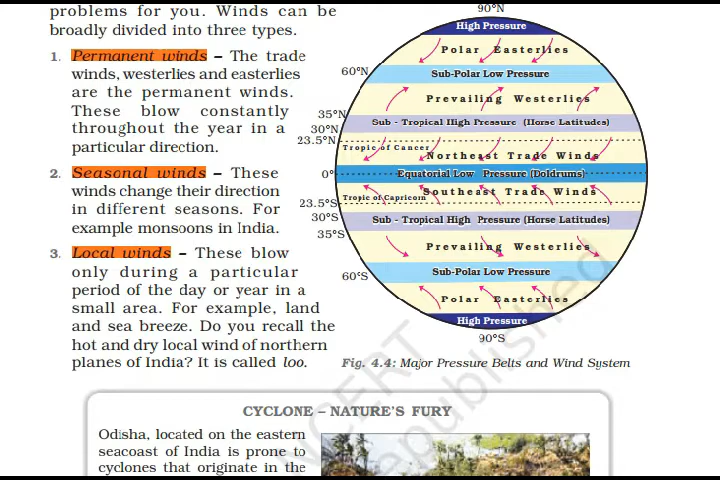 problems for you. Winds can be
broadly divided into three types.
1. Permanent winds – The trade
winds, westerlies and easterlies
are the permanent winds.
These blow constantly
throughout the year in a
particular direction.
2. Seasonal winds – These
winds change their direction
in different seasons. For
example monsoons in India.
3. Local winds – These blow
only during a particular
period of the day or year in a
small area. For example, land
and sea breeze. Do you recall the
hot and dry local wind of northern
planes of India? It is called loo.
90°N
High Pressure
Polar Easterlies
60°N
Sub-Polar Low Pressure
Prevailing Westerlies
35°N
Sub - Tropical High Pressure (Horse Latitudes)
30°N
23.5°N
Tropic of Cancer
Northeast Trade Winds
0°
Equatorial Low Pressure (Doldrums)
Southeast Trade Winds
Tropic of Capricorn
23.5°S
30°S
Sub - Tropical High Pressure (Horse Latitudes)
35°S
Prevailing Westerlies
60°S
Sub-Polar Low Pressure
Polar Easterlies
High Pressure
90°S
Fig. 4.4: Major Pressure Belts and Wind System
CYCLONE – NATURE'S FURY
Odisha, located on the eastern
seacoast of India is prone to
cyclones that originate in the
NCERT
republished